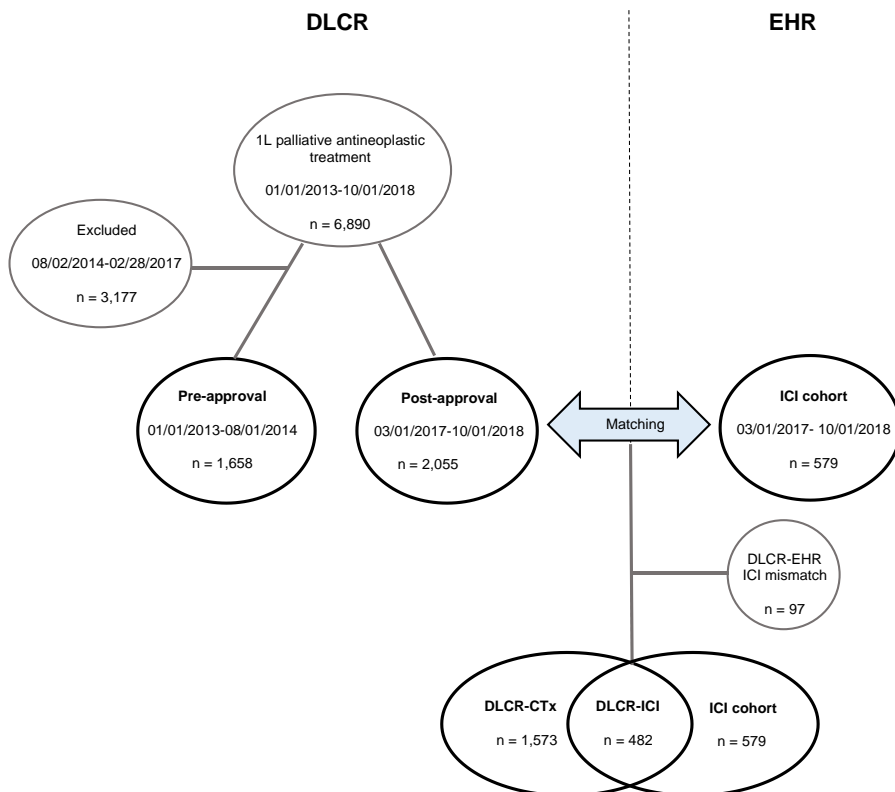 DLCR
EHR
1L palliative antineoplastic
treatment
01/01/2013-10/01/2018
n = 6,890
Excluded
08/02/2014-02/28/2017
n = 3,177
Pre-approval
01/01/2013-08/01/2014
n = 1,658
Post-approval
03/01/2017-10/01/2018
n = 2,055
Matching
ICI cohort
03/01/2017- 10/01/2018
n = 579
DLCR-EHR
ICI mismatch
n = 97
DLCR-CTx
n = 1,573
DLCR-ICI
n = 482
ICI cohort
n = 579